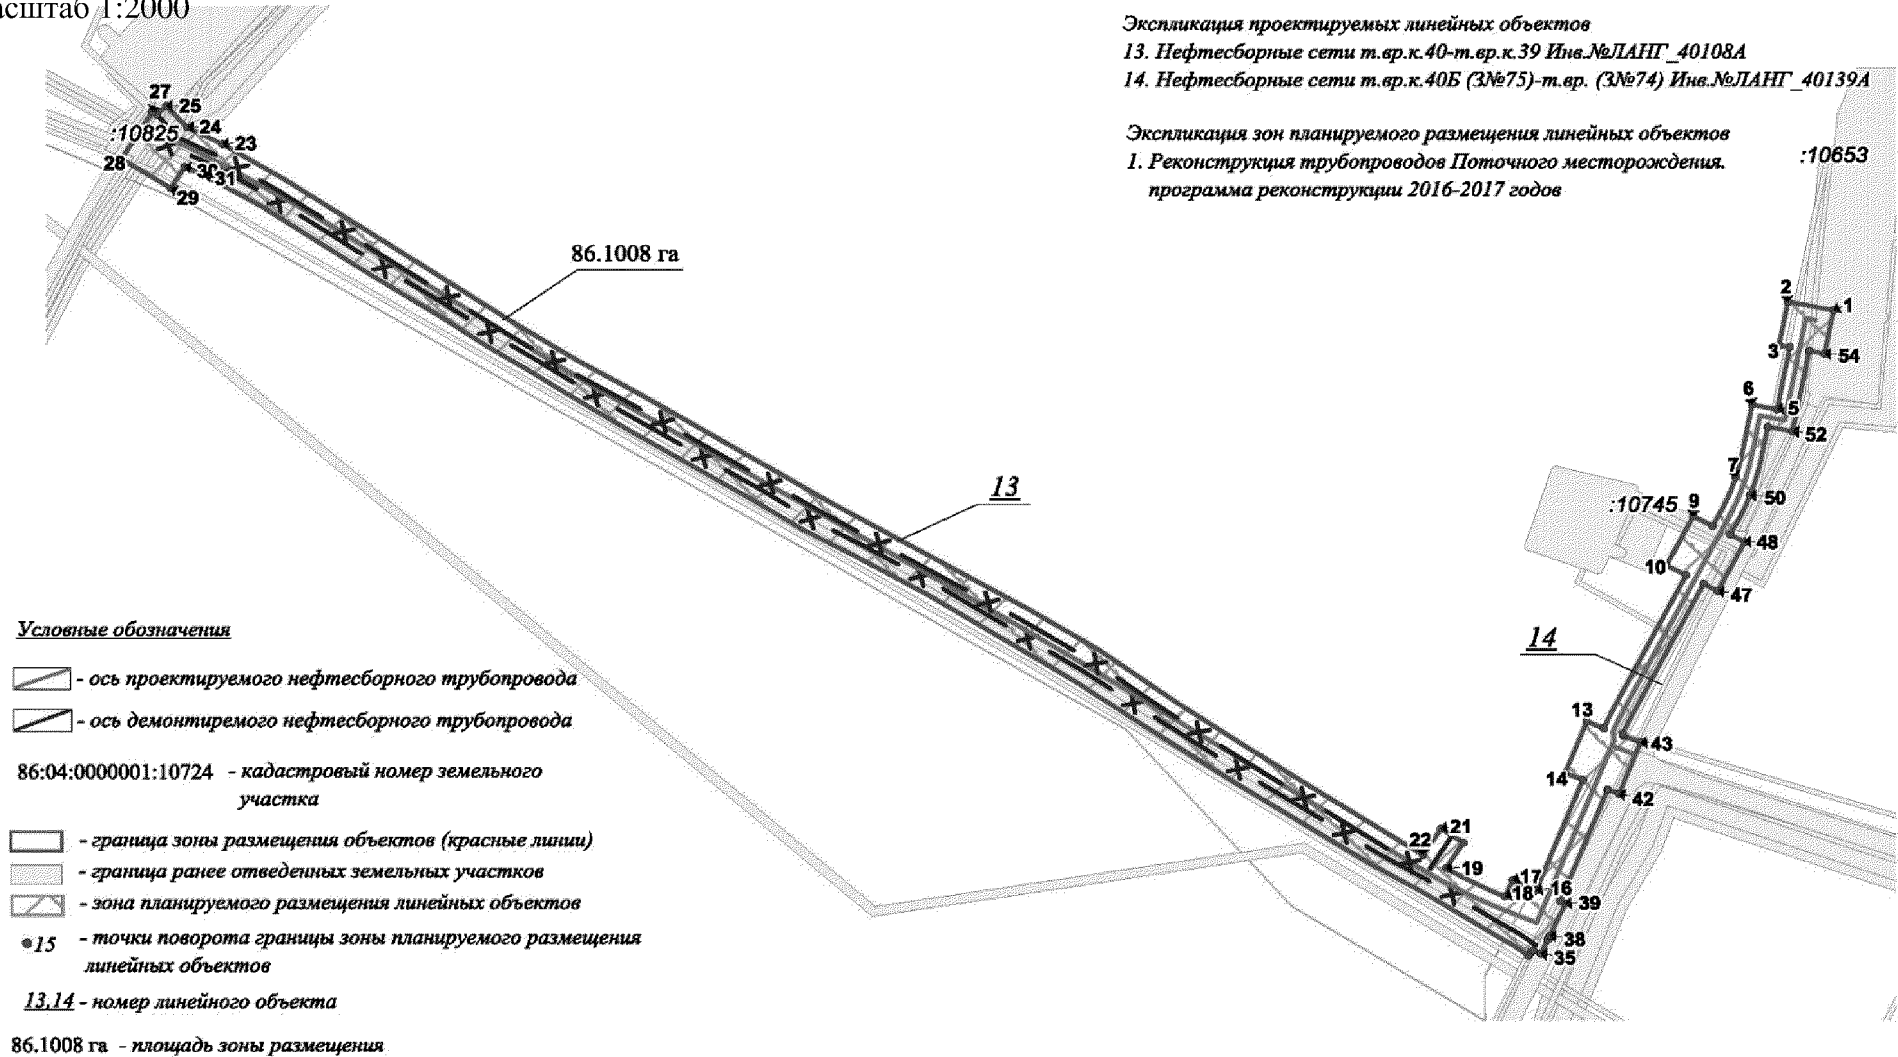 асштаб 1:2000
Экспликация проектируемых линейных объектов
13. Нефтесборные сети т.вр.к.40-т.вр.к.39 Инв.№ЛАНГ_40108А
14. Нефтесборные сети т.вр.к.40Б (З№75)-т.вр. (З№74) Инв.№ЛАНГ_40139А
Экспликация зон планируемого размещения линейных объектов
1. Реконструкция трубопроводов Поточного месторождения.
программа реконструкции 2016-2017 годов
:10653
27
25
24
23
:10825
28
30
31
29
86.1008 га
2
1
3
54
6
5
52
7
50
:10745
9
48
10
47
13
14
13
43
14
42
21
22
19
17
16
18
39
38
35
Условные обозначения
- ось проектируемого нефтесборного трубопровода
- ось демонтиремого нефтесборного трубопровода
86:04:0000001:10724 - кадастровый номер земельного
участка
- граница зоны размещения объектов (красные линии)
- граница ранее отведенных земельных участков
- зона планируемого размещения линейных объектов
15 - точки поворота границы зоны планируемого размещения
линейных объектов
13,14 - номер линейного объекта
86.1008 га - площадь зоны размещения